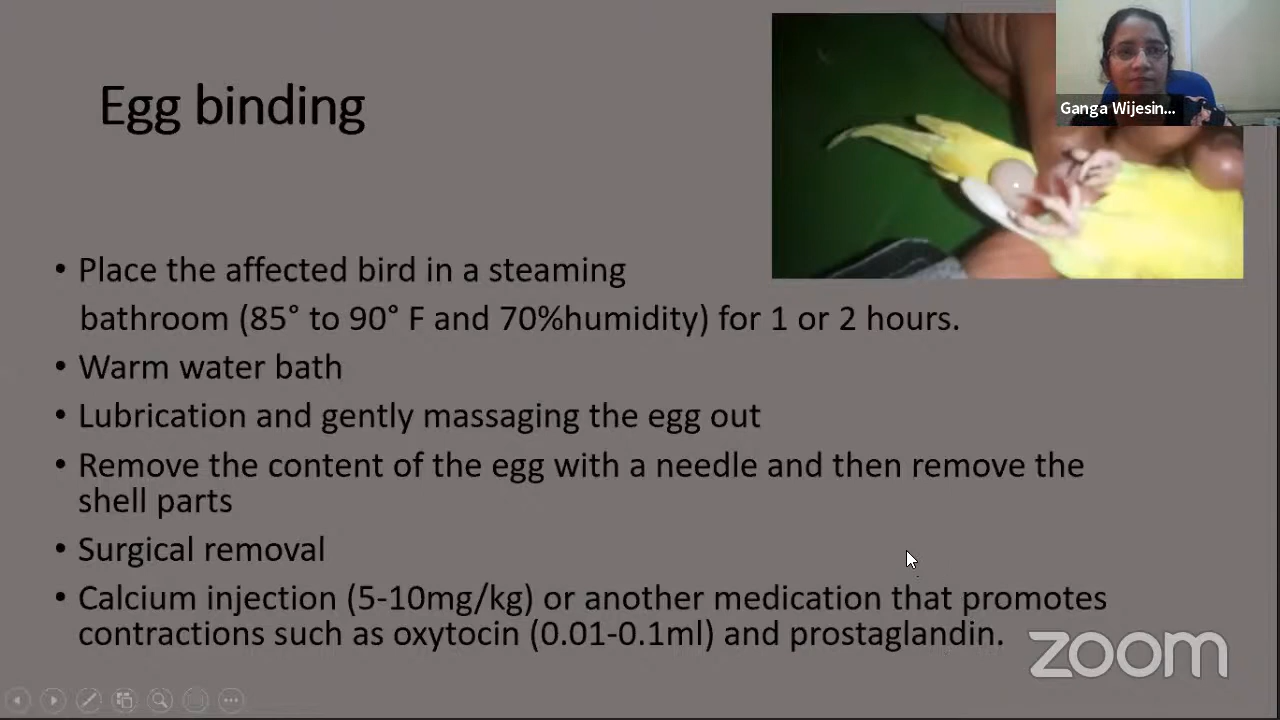 Ganga Wijesin...
Egg binding
• Place the affected bird in a steaming
bathroom (85° to 90° F and 70%humidity) for 1 or 2 hours.
• Warm water bath
• Lubrication and gently massaging the egg out
• Remove the content of the egg with a needle and then remove the
shell parts
• Surgical removal
• Calcium injection (5-10mg/kg) or another medication that promotes
contractions such as oxytocin (0.01-0.1ml) and prostaglandin.
zoom